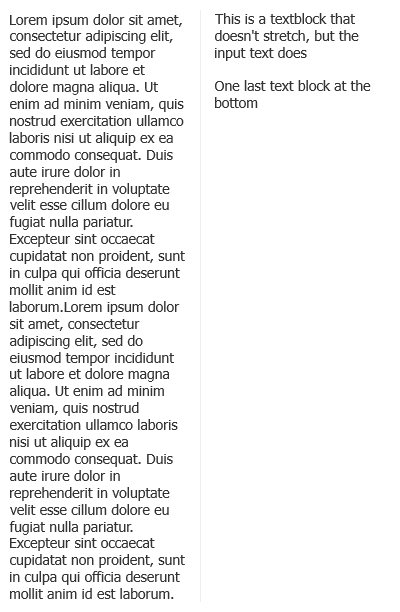 Lorem ipsum dolor sit amet,
consectetur adipiscing elit,
sed do eiusmod tempor
incididunt ut labore et
dolore magna aliqua. Ut
enim ad minim veniam, quis
nostrud exercitation ullamco
laboris nisi ut aliquip ex ea
commodo consequat. Duis
aute irure dolor in
reprehenderit in voluptate
velit esse cillum dolore eu
fugiat nulla pariatur.
Excepteur sint occaecat
cupidatat non proident, sunt
in culpa qui officia deserunt
mollit anim id est
laborum.Lorem ipsum dolor
sit amet, consectetur
adipiscing elit, sed do
eiusmod tempor incididunt
ut labore et dolore magna
aliqua. Ut enim ad minim
veniam, quis nostrud
exercitation ullamco laboris
nisi ut aliquip ex ea
commodo consequat. Duis
aute irure dolor in
reprehenderit in voluptate
velit esse cillum dolore eu
fugiat nulla pariatur.
Excepteur sint occaecat
cupidatat non proident, sunt
in culpa qui officia deserunt
mollit anim id est laborum.
This is a textblock that
doesn't stretch, but the
input text does
One last text block at the
bottom